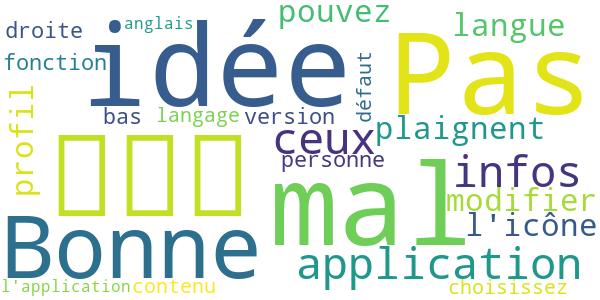 droite anglais pouvez langue
idée Pas
fonction défaut
bas langage version
profil ceux plaignent
personne infos
mal modifier
Bonne l'icône
application
l'application contenu choisissez